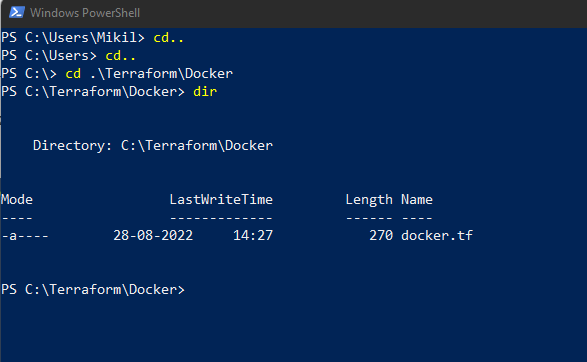 Windows PowerShell
PS C:\Users\Mikil> cd..
PS C:\Users> cd..
PS C:\> cd .\Terraform\Docker
PS C:\Terraform\Docker> dir
Directory: C:\Terraform\Docker
Mode LastWriteTime Length Name
---- ------------- ------ ----
-a---- 28-08-2022 14:27 270 docker.tf
PS C:\Terraform\Docker>